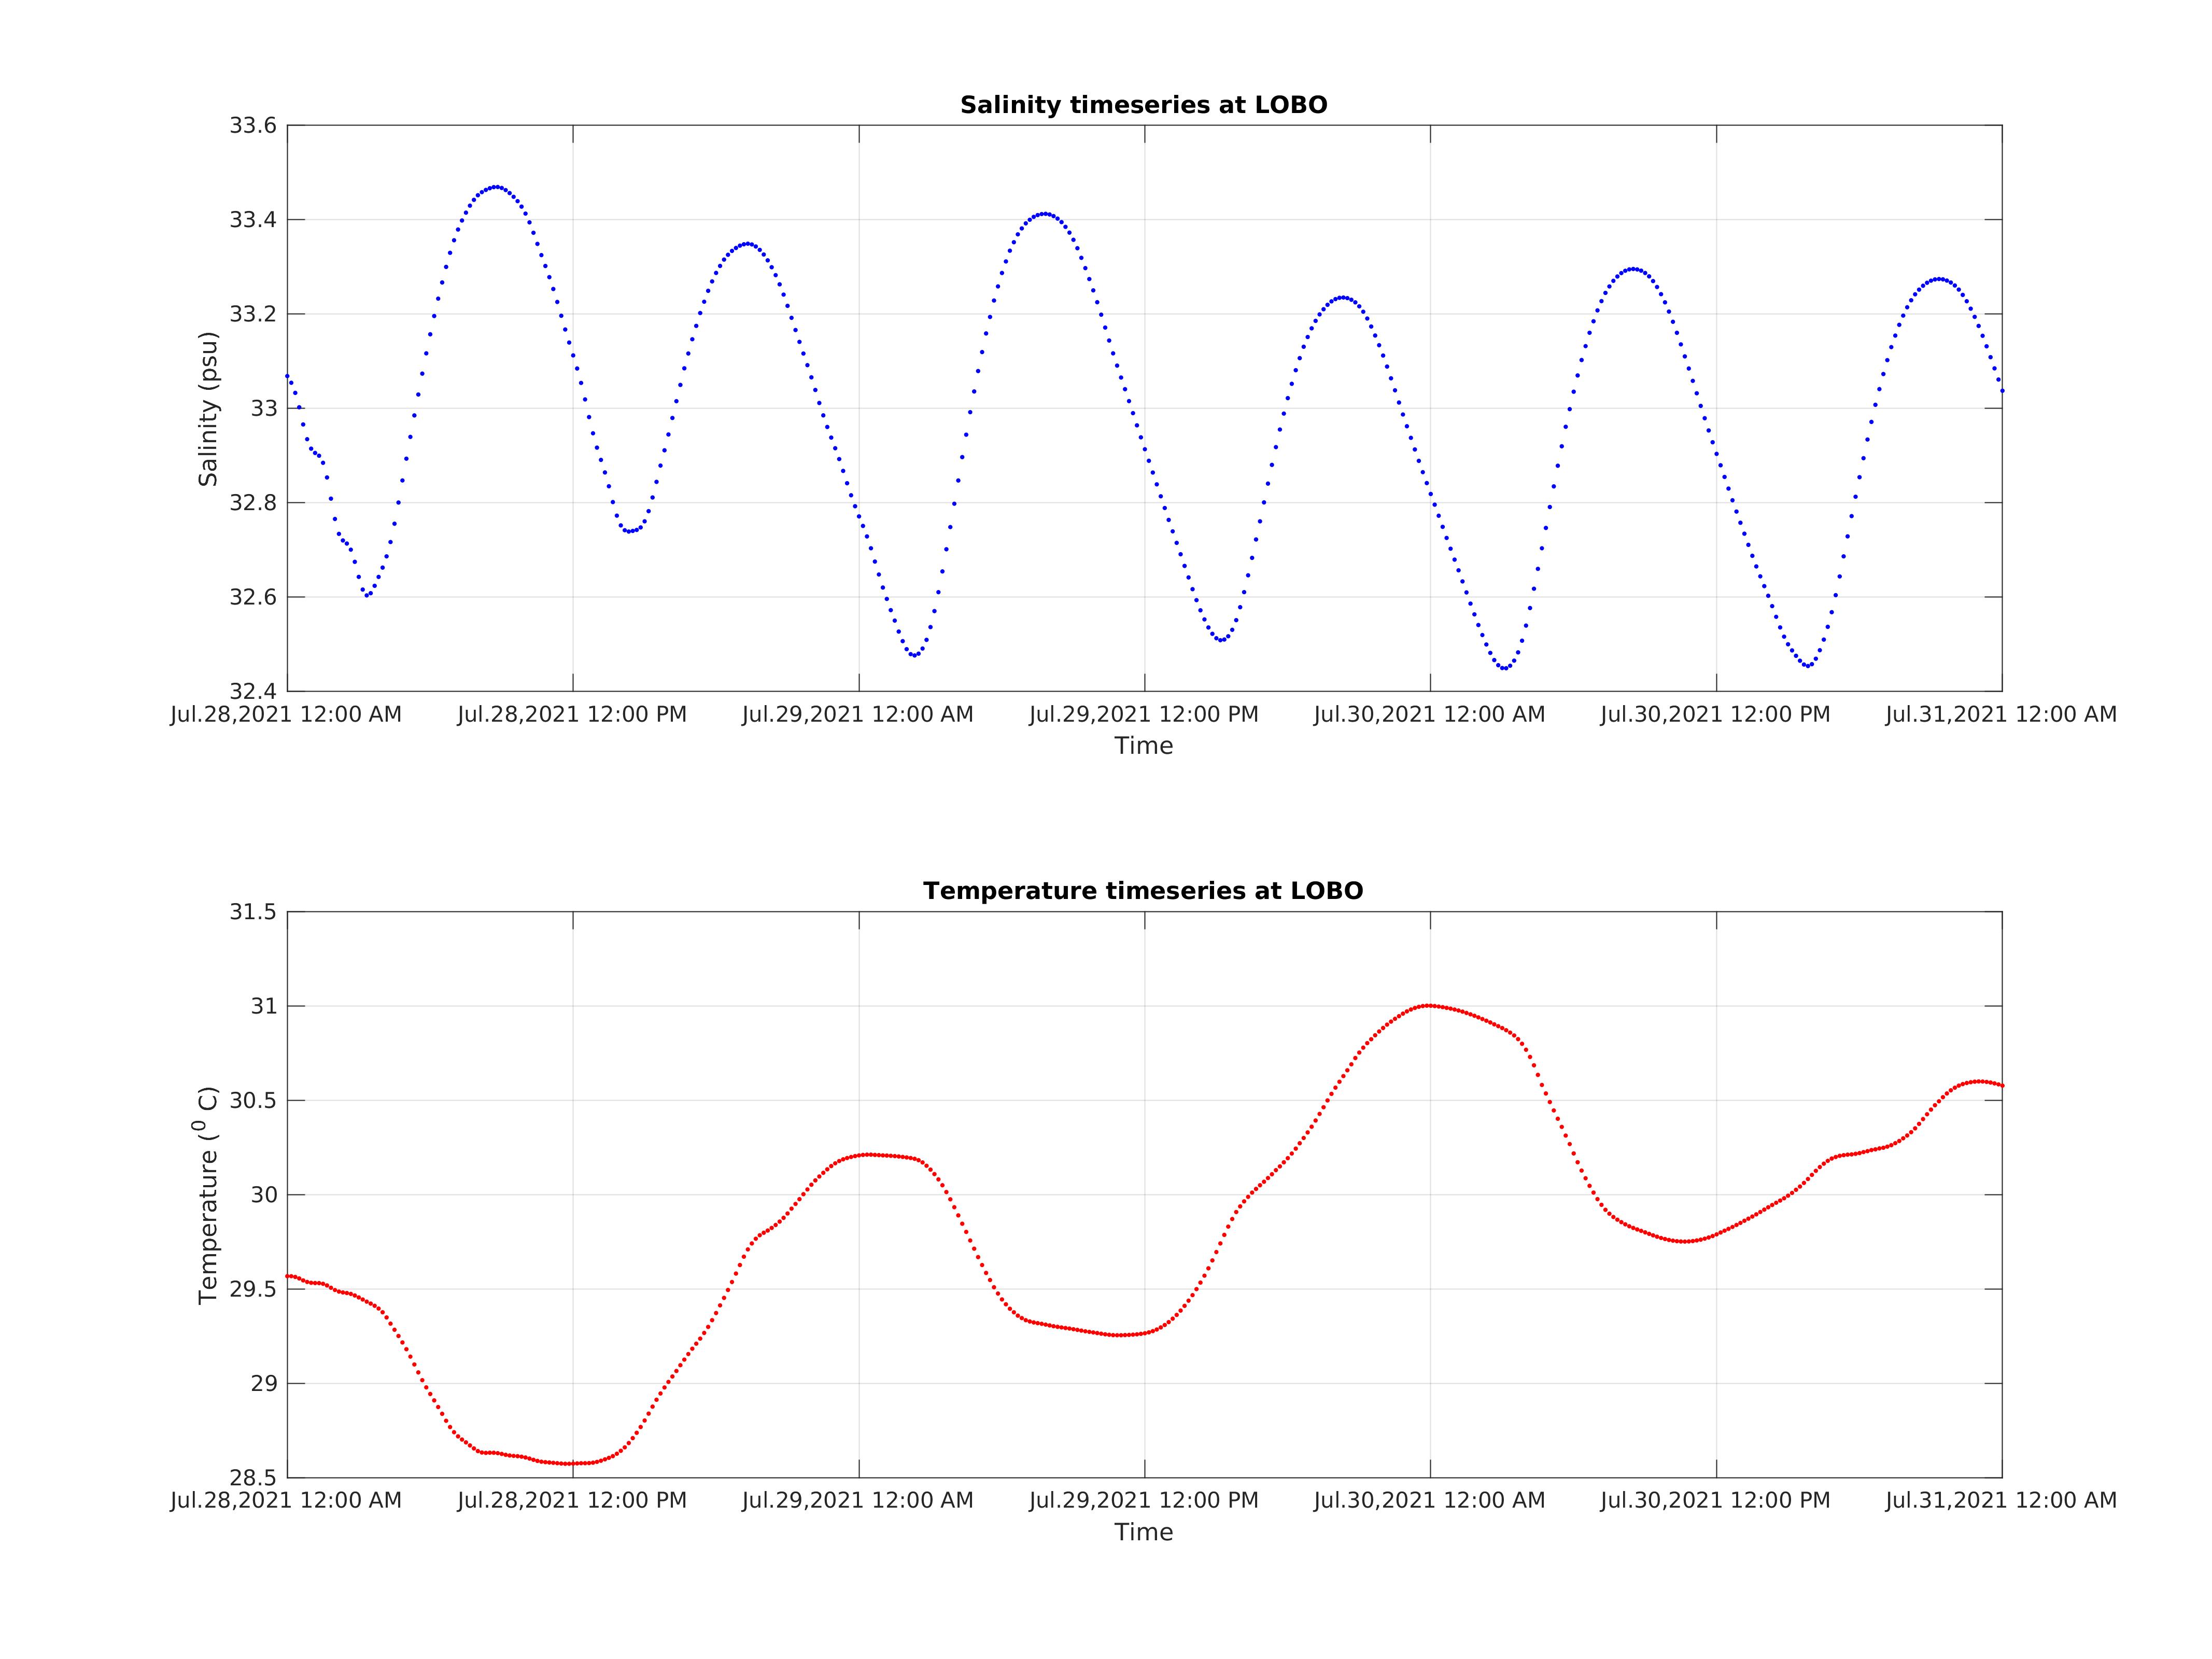 Salinity timeseries at LOBO
33.6
33.4
33.2
33
32.8
32.6
32.4
Salinity (psu)
Jul.28,2021 12:00 AM Jul.28,2021 12:00 PM Jul.29,2021 12:00 AM Jul.29,2021 12:00 PM Jul.30,2021 12:00 AM Jul.30,2021 12:00 PM Jul.31,2021 12:00 AM
Time
Temperature timeseries at LOBO
31.5
31
30.5
30
29.5
29
28.5
Temperature (⁰ C)
Jul.28,2021 12:00 AM Jul.28,2021 12:00 PM Jul.29,2021 12:00 AM Jul.29,2021 12:00 PM Jul.30,2021 12:00 AM Jul.30,2021 12:00 PM Jul.31,2021 12:00 AM
Time